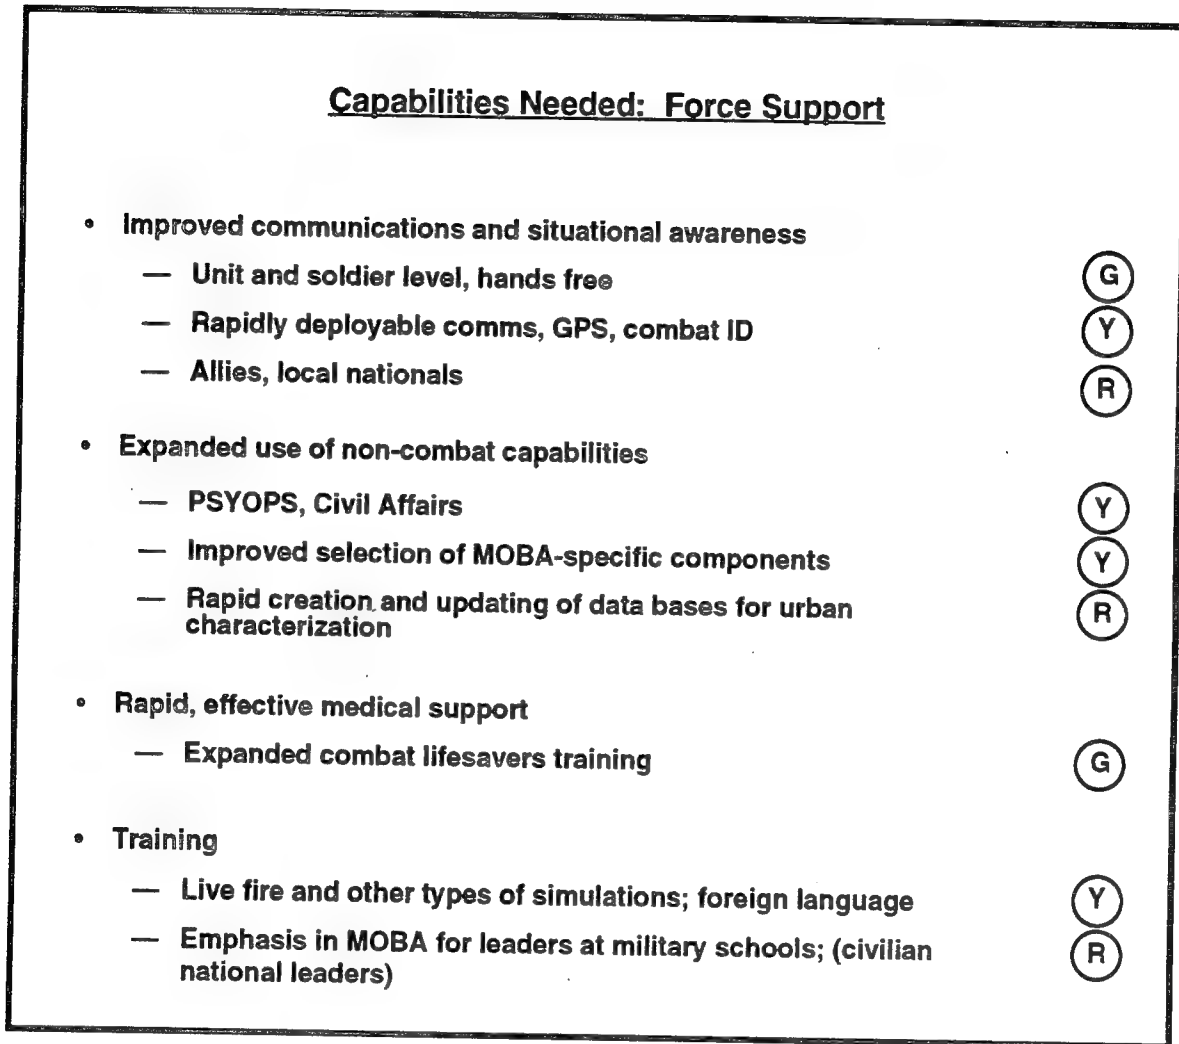 Capabilities Needed: Force Support
• Improved communications and situational awareness
— Unit and soldier level, hands free G
— Rapidly deployable comms, GPS, combat ID Y
— Allies, local nationals R
• Expanded use of non-combat capabilities
— PSYOPS, Civil Affairs Y
— Improved selection of MOBA-specific components Y
— Rapid creation and updating of data bases for urban R
characterization
• Rapid, effective medical support
— Expanded combat lifesavers training G
• Training
— Live fire and other types of simulations; foreign language Y
— Emphasis in MOBA for leaders at military schools; (civilian R
national leaders)